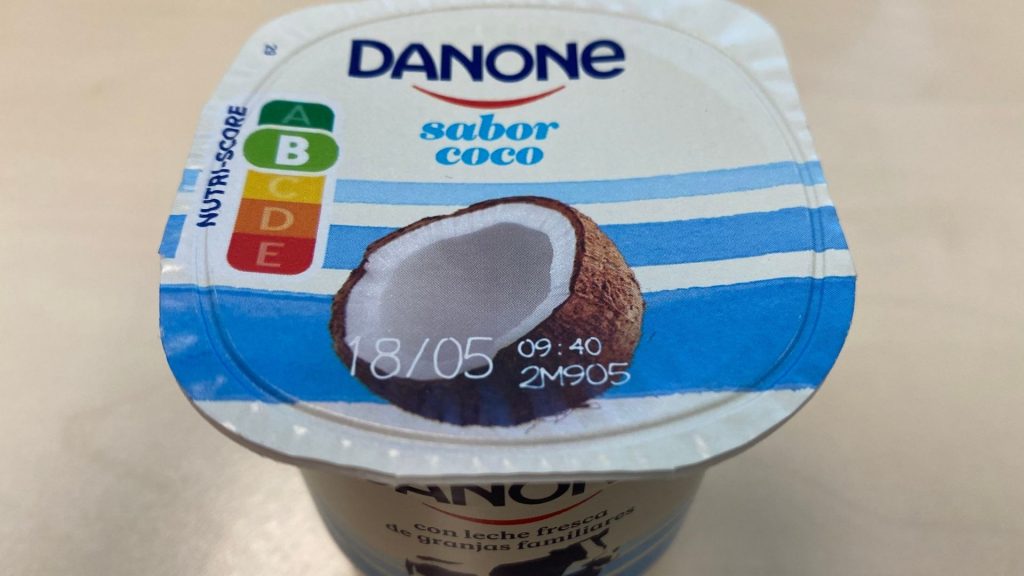 DANONE
sabor
coco
NUTRI-SCORE
A
B
C
D
E
18/05
09:40
2M905
DANONE
con leche fresca
de granjas familiares